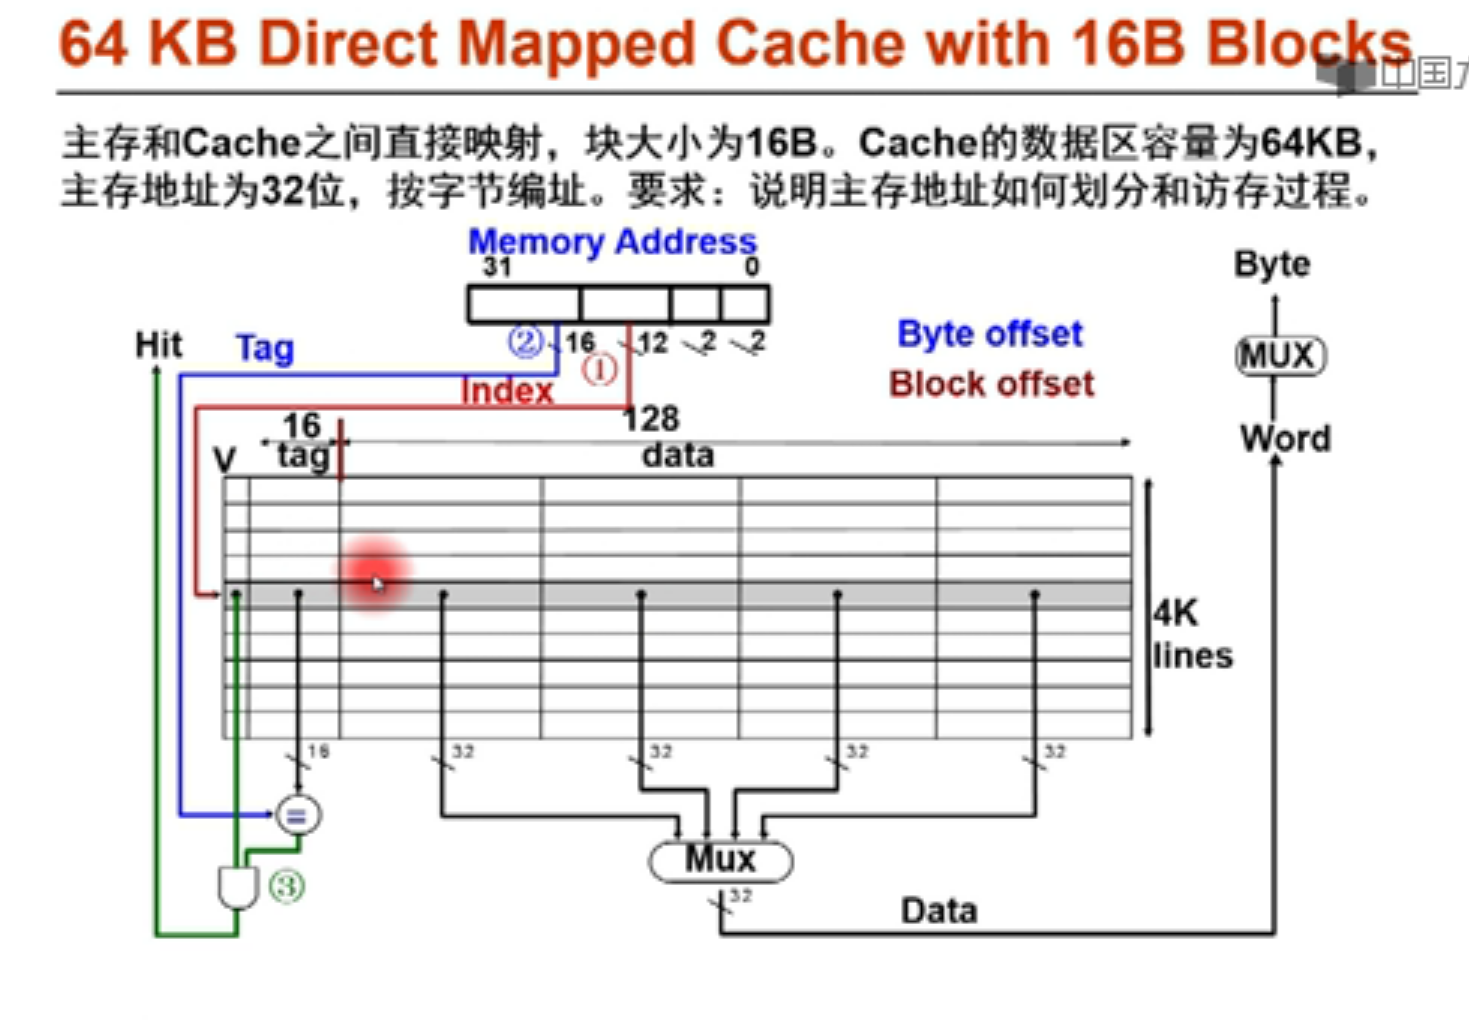 64 KB Direct Mapped Cache with 16B Blocks
中国
主存和Cache之间直接映射，块大小为16B。Cache的数据区容量为64KB，
主存地址为32位，按字节编址。要求：说明主存地址如何划分和访存过程。
Memory Address
31 0
Byte
Hit
Tag
② 16 ① 12 2 2
Byte offset
MUX
Index
Block offset
16
128
Word
V tag data
4K
lines
16 32 32 32 32
=
Mux
③
32
Data